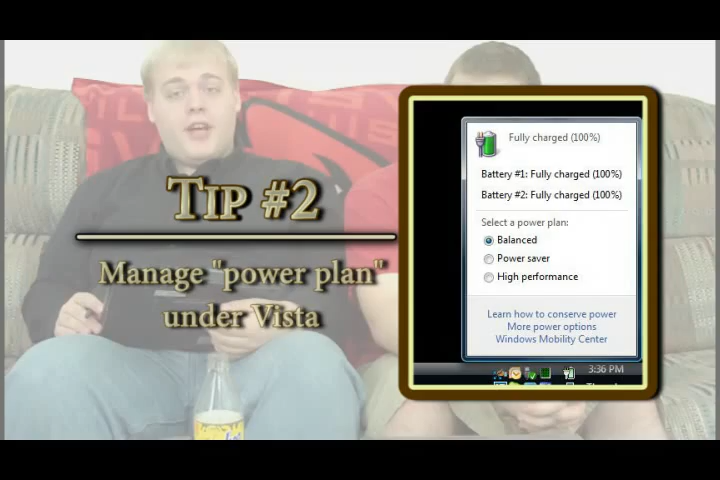 Tip #2
Manage "power plan"
under Vista
Fully charged (100%)
Battery #1: Fully charged (100%)
Battery #2: Fully charged (100%)
Select a power plan:
Balanced
Power saver
High performance
Learn how to conserve power
More power options
Windows Mobility Center
3:36 PM